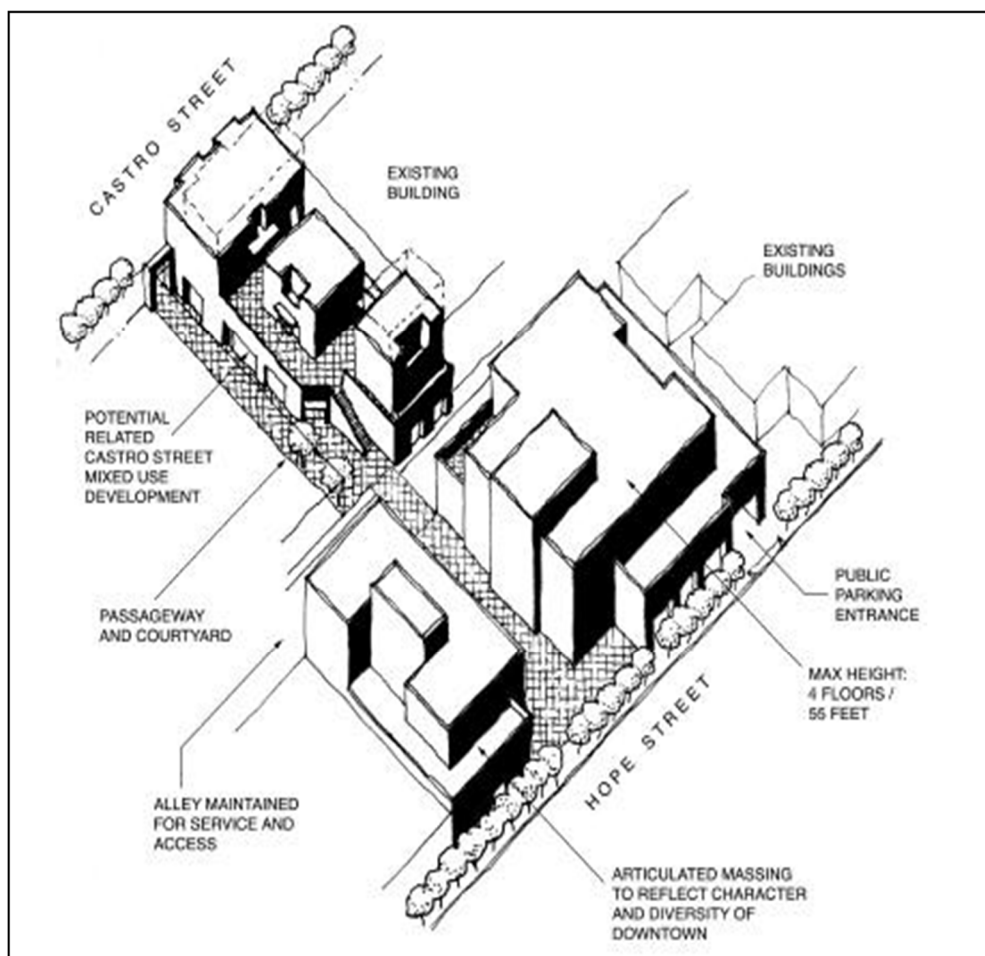 CASTRO STREET
EXISTING
BUILDING
EXISTING
BUILDINGS
POTENTIAL
RELATED
CASTRO STREET
MIXED USE
DEVELOPMENT
PASSAGEWAY
AND COURTYARD
PUBLIC
PARKING
ENTRANCE
MAX HEIGHT:
4 FLOORS /
55 FEET
HOPE STREET
ALLEY MAINTAINED
FOR SERVICE AND
ACCESS
ARTICULATED MASSING
TO REFLECT CHARACTER
AND DIVERSITY OF
DOWNTOWN